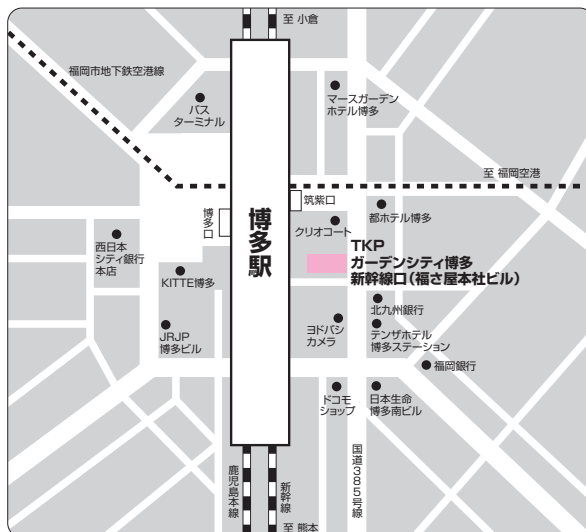 至 小倉
福岡市地下鉄空港線
バス
ターミナル
マースガーデン
ホテル博多
至 福岡空港
筑紫口
博多口
博多駅
都ホテル博多
クリオコート
西日本
シティ銀行
本店
KITTE博多
TKP
ガーデンシティ博多
新幹線口(福さ屋本社ビル)
北九州銀行
JRJP
博多ビル
ヨドバシ
カメラ
テンザホテル
博多ステーション
福岡銀行
ドコモ
ショップ
日本生命
博多南ビル
鹿児島本線
新幹線
国道385号線
至 熊本